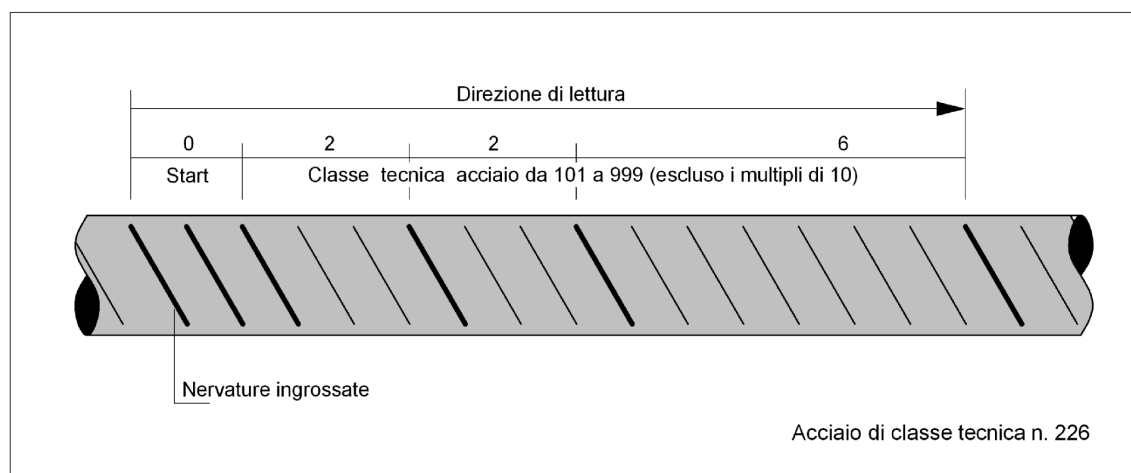 Direzione di lettura
0 2 2 6
Start Classe tecnica acciaio da 101 a 999 (escluso i multipli di 10)
Nervature ingrossate
Acciaio di classe tecnica n. 226